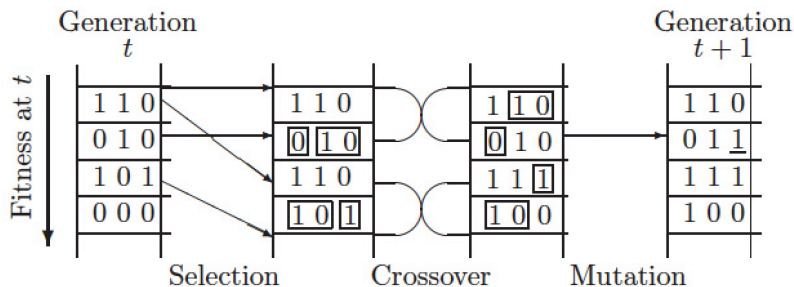 Generation Generation
t t + 1
Fitness at t
1 1 0 1 1 0 1 1 0 1 1 0
0 1 0 0 1 0 0 1 0 0 1 1
1 0 1 1 1 0 1 1 1 1 1 1
0 0 0 1 0 1 1 0 0 1 0 0
Selection Crossover Mutation